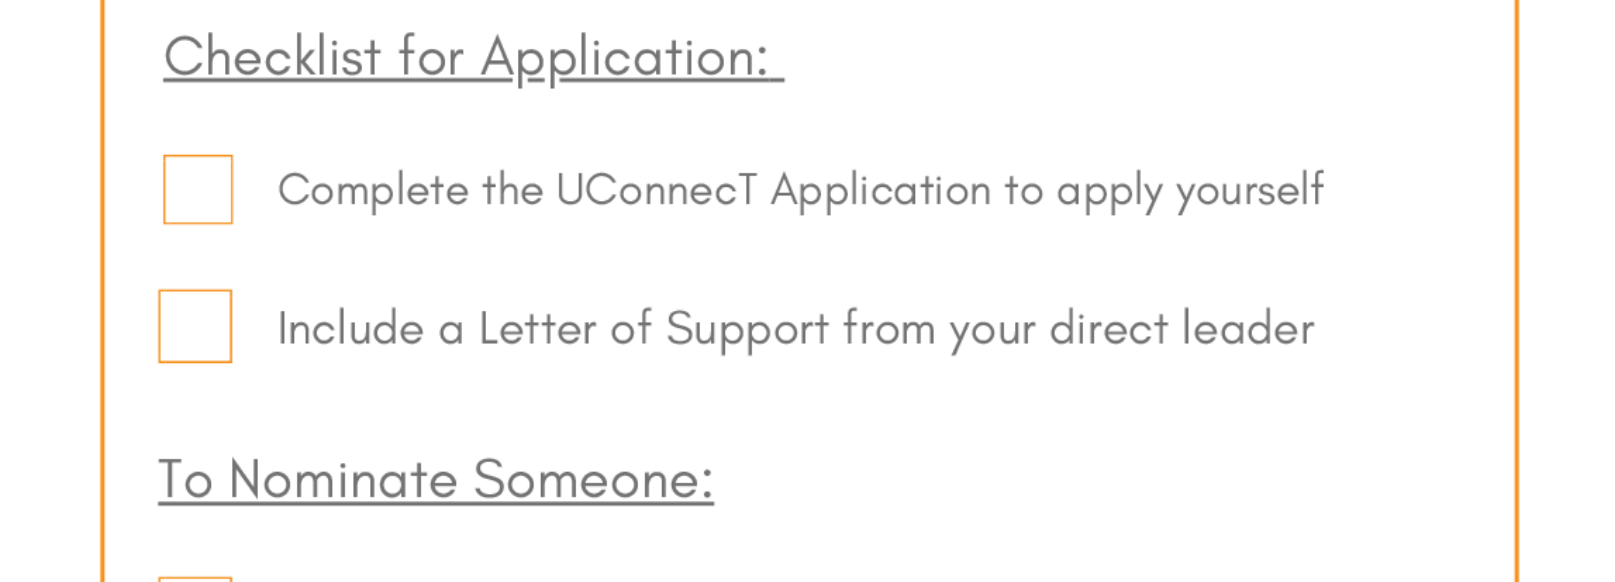 Checklist for Application:
Complete the UConnecT Application to apply yourself
Include a Letter of Support from your direct leader
To Nominate Someone: